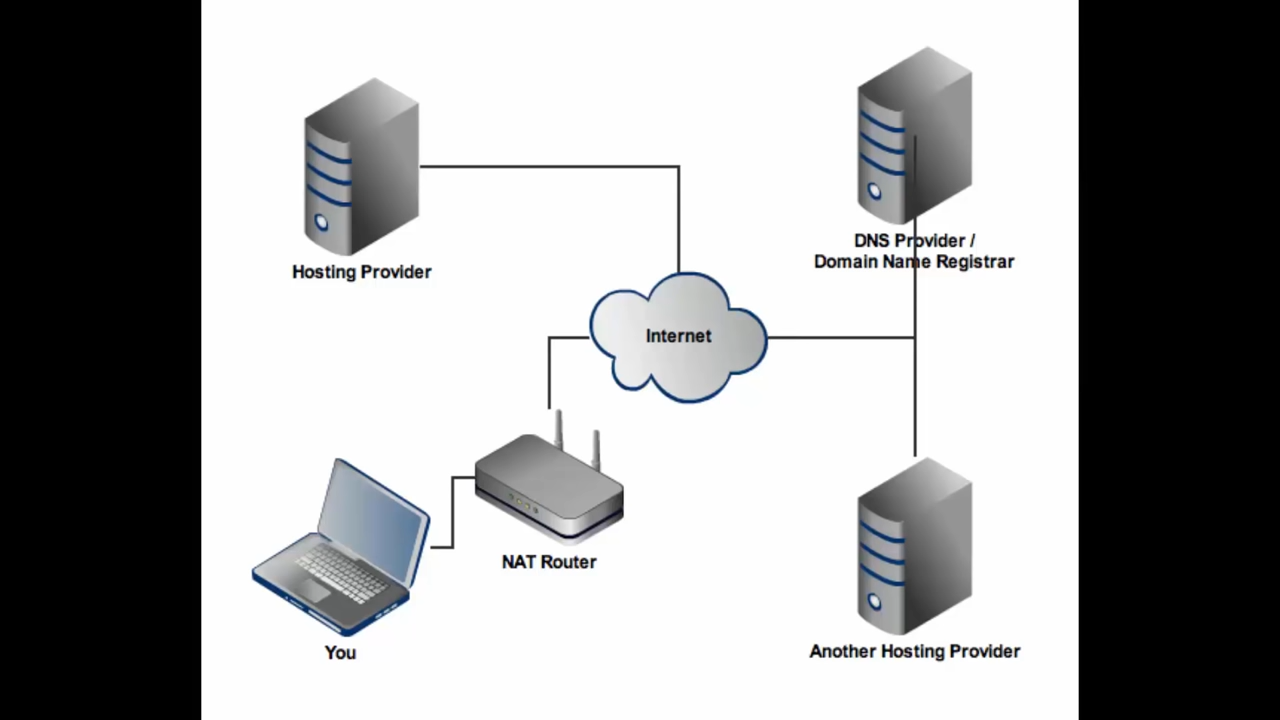 Hosting Provider
DNS Provider /
Domain Name Registrar
Internet
NAT Router
You
Another Hosting Provider